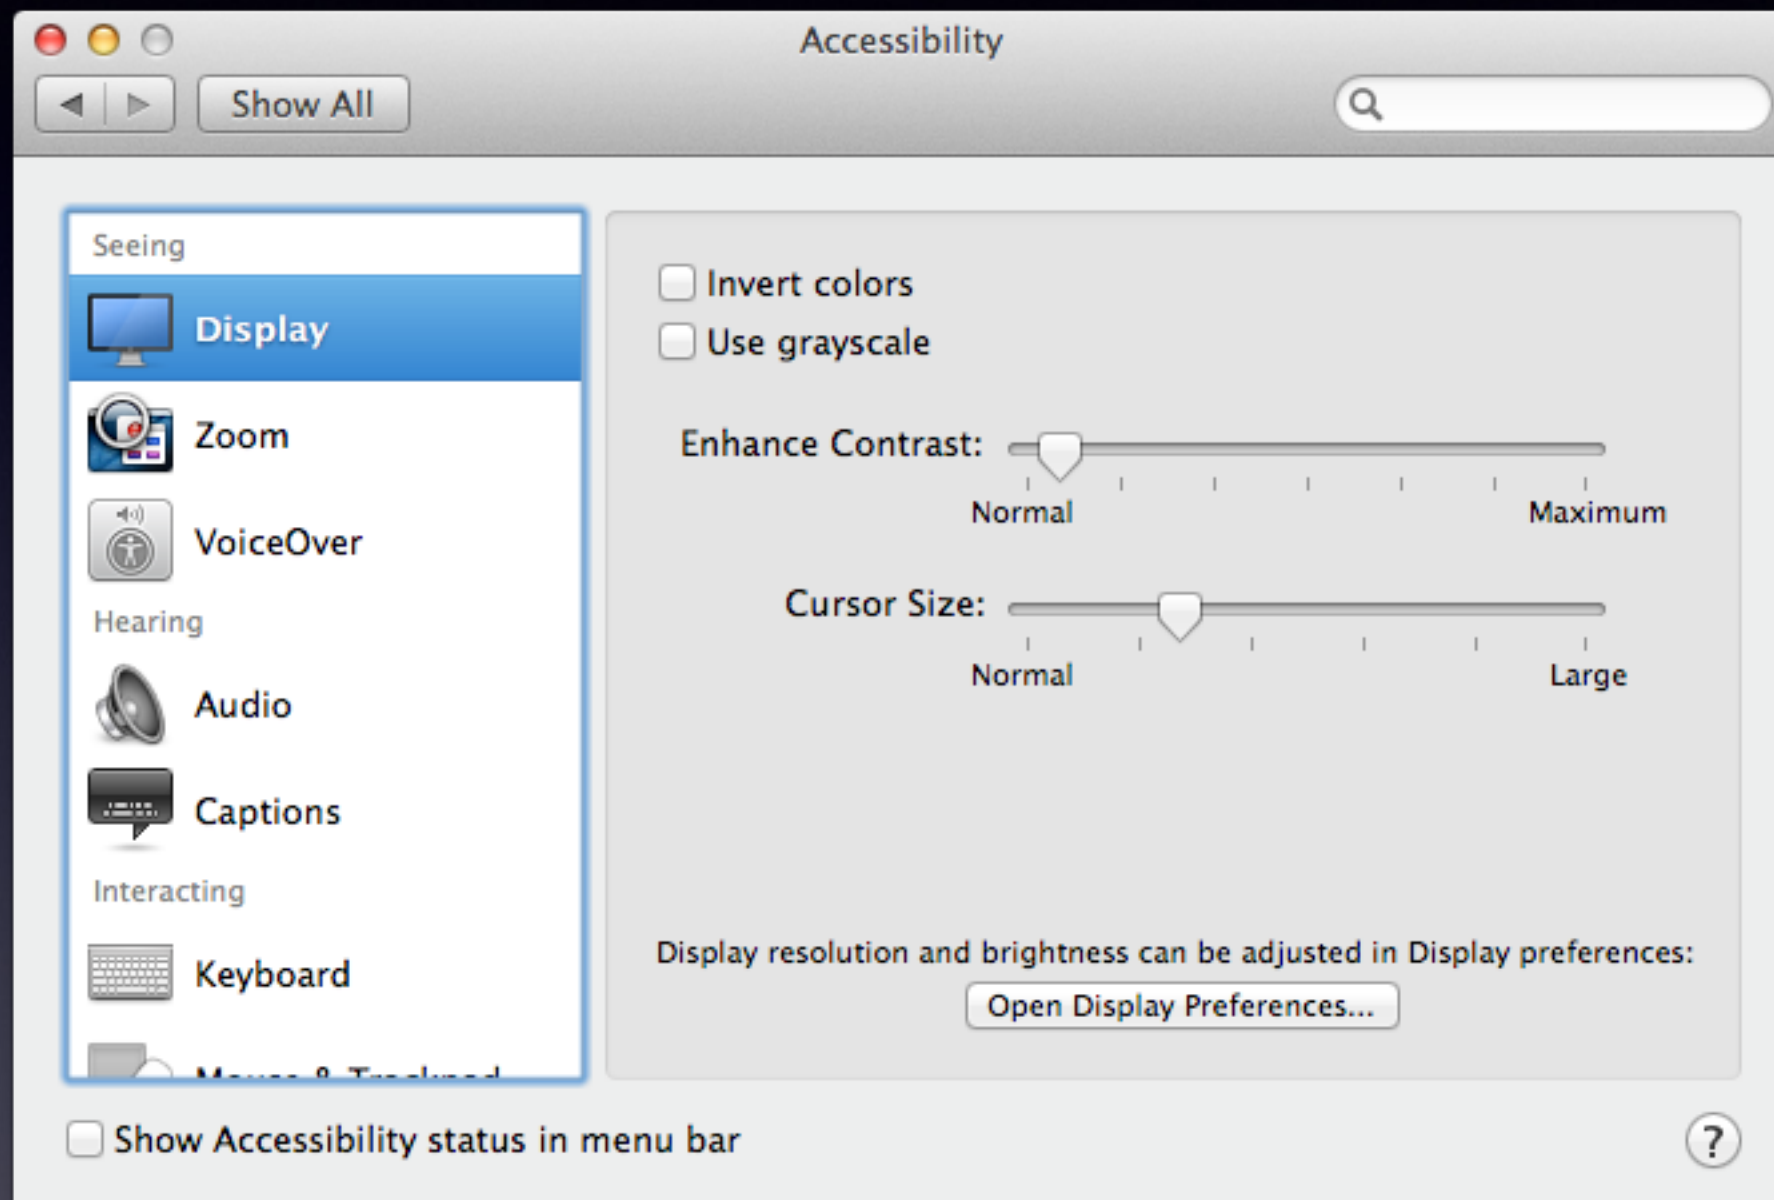 Accessibility
Show All
Seeing
Display
Zoom
VoiceOver
Hearing
Audio
Captions
Interacting
Keyboard
Mouse & Trackpad
Invert colors
Use grayscale
Enhance Contrast:
Normal Maximum
Cursor Size:
Normal Large
Display resolution and brightness can be adjusted in Display preferences:
Open Display Preferences...
Show Accessibility status in menu bar
?